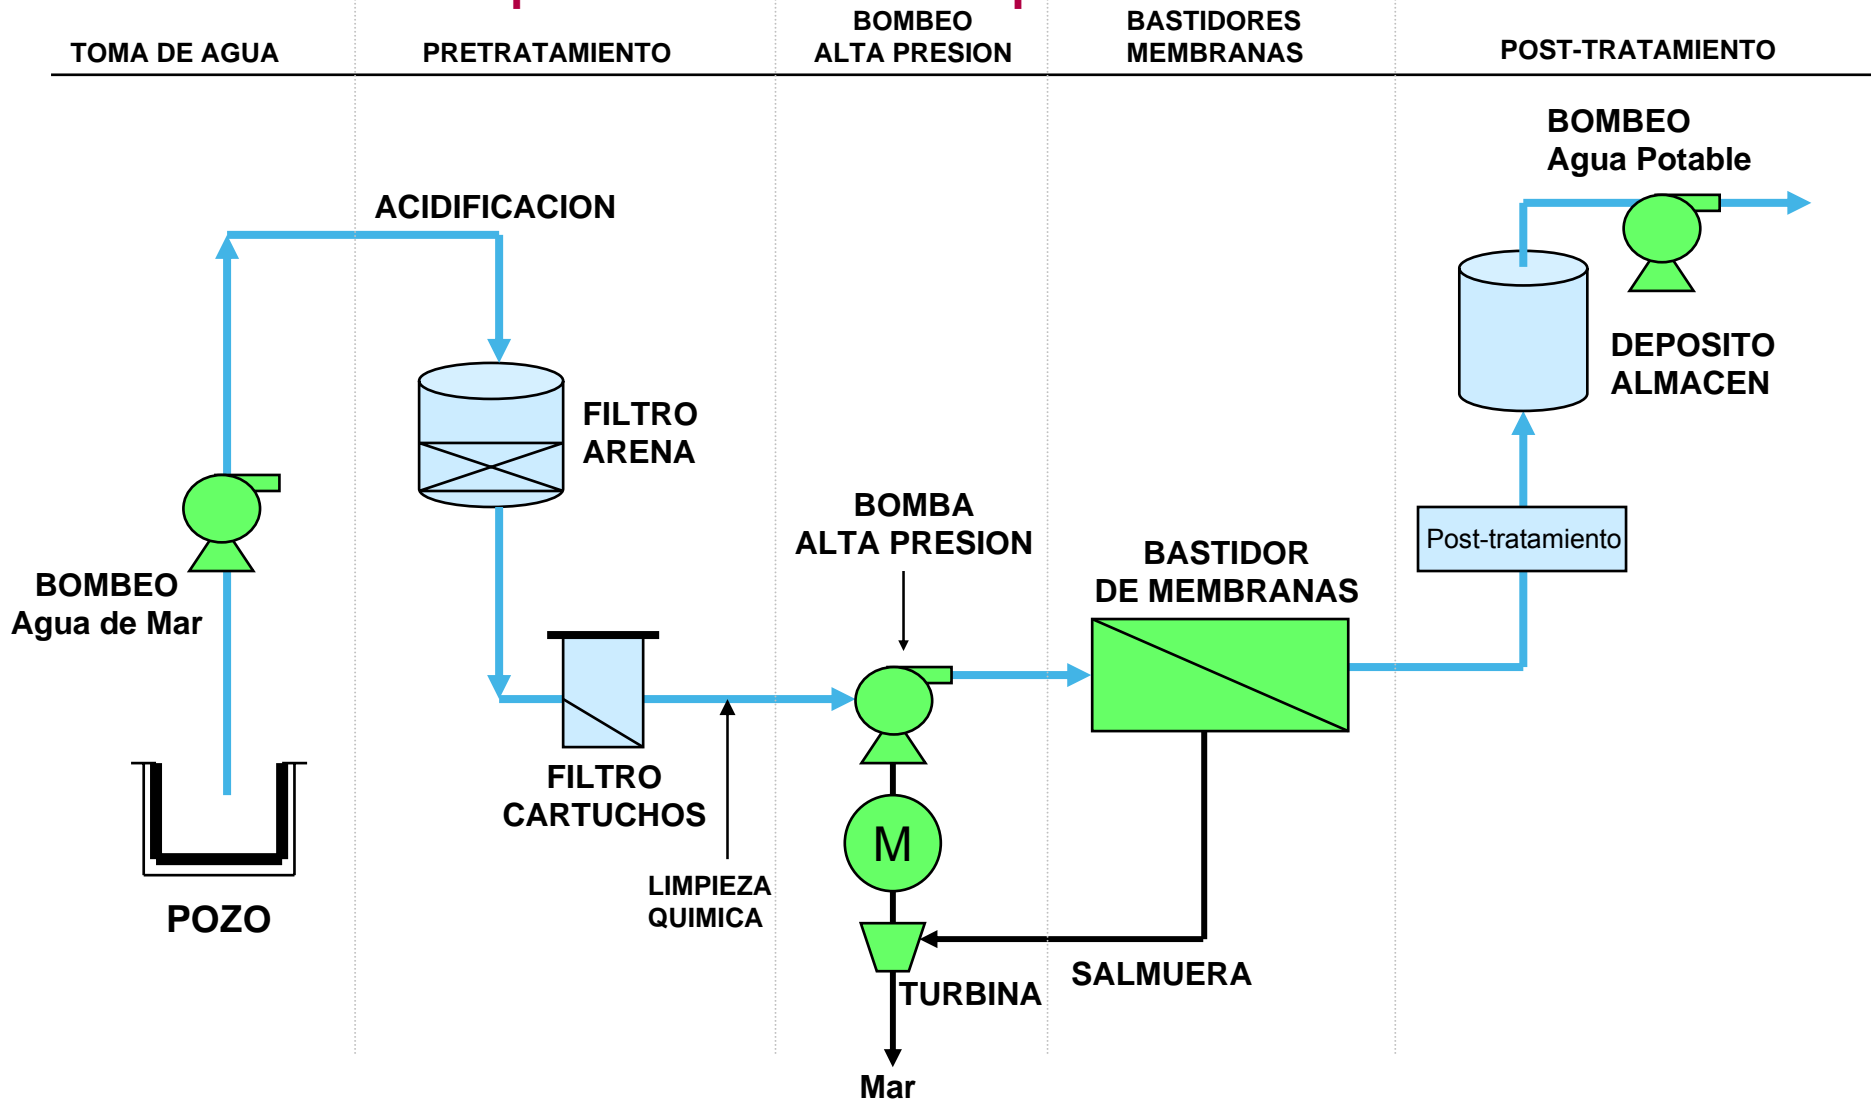 TOMA DE AGUA
PRETRATAMIENTO
BOMBEO
ALTA PRESION
BASTIDORES
MEMBRANAS
POST-TRATAMIENTO
BOMBEO
Agua Potable
ACIDIFICACION
DEPOSITO
ALMACEN
FILTRO
ARENA
BOMBA
ALTA PRESION
Post-tratamiento
BASTIDOR
DE MEMBRANAS
BOMBEO
Agua de Mar
FILTRO
CARTUCHOS
M
LIMPIEZA
QUIMICA
POZO
SALMUERA
TURBINA
Mar